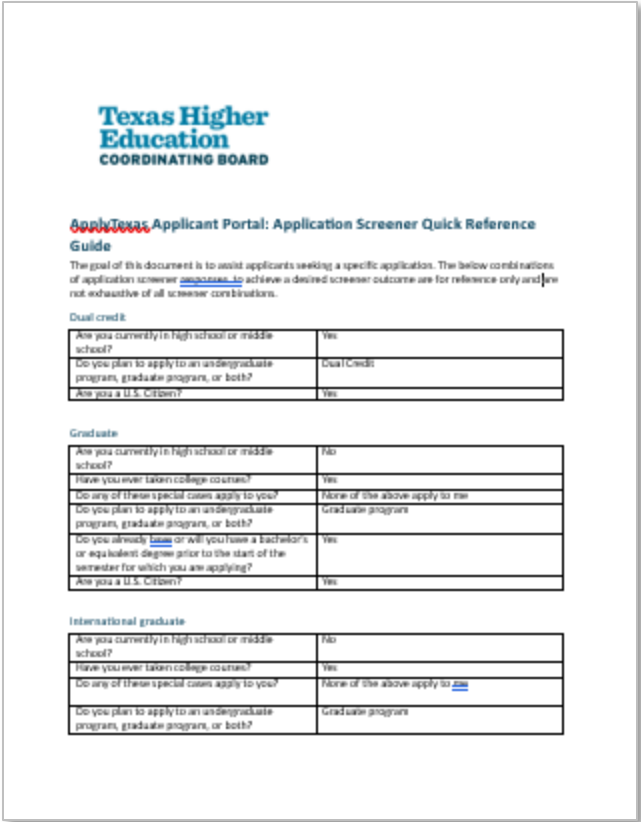 Texas Higher
Education
COORDINATING BOARD
ApplyTexas Applicant Portal: Application Screener Quick Reference
Guide
The goal of this document is to assist applicants seeking a specific application. The below combinations
of application screener responses to achieve a desired screener outcome are for reference only and are
not exhaustive of all screener combinations.
Dual credit
Are you currently in high school or middle
school?
Yes
Do you plan to apply to an undergraduate
program, graduate program, or both?
Dual Credit
Are you a U.S. Citizen?
Yes
Graduate
Are you currently in high school or middle
school?
No
Have you ever taken college courses?
Yes
Do any of these special cases apply to you?
None of the above apply to me
Do you plan to apply to an undergraduate
program, graduate program, or both?
Graduate program
Do you already have or will you have a bachelor's
or equivalent degree prior to the start of the
semester for which you are applying?
Yes
Are you a U.S. Citizen?
Yes
International graduate
Are you currently in high school or middle
school?
No
Have you ever taken college courses?
Yes
Do any of these special cases apply to you?
None of the above apply to me
Do you plan to apply to an undergraduate
program, graduate program, or both?
Graduate program